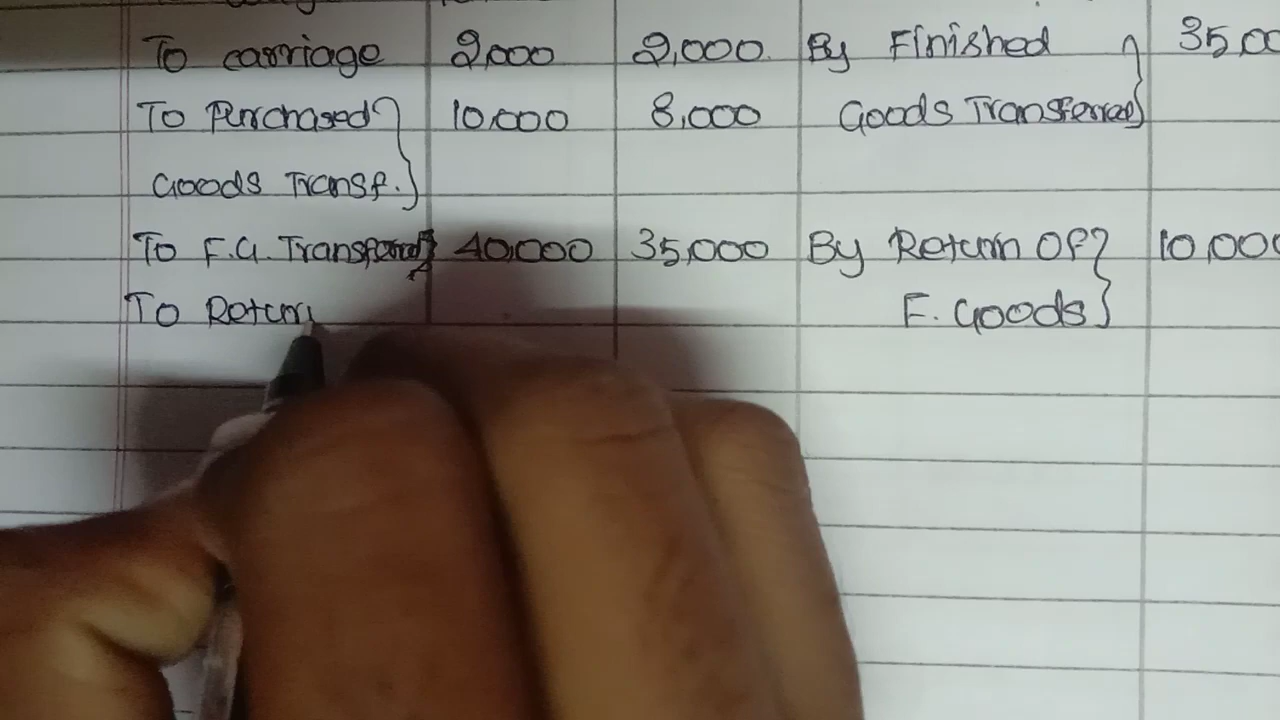 To carriage 2,000 2,000. By Finished 35,00
To Purchased 10,000 8,000 Goods Transferred
Goods Transf.
To F.G. Transferred 40,000 35,000 By Return Of 10,000
To Return F. Goods